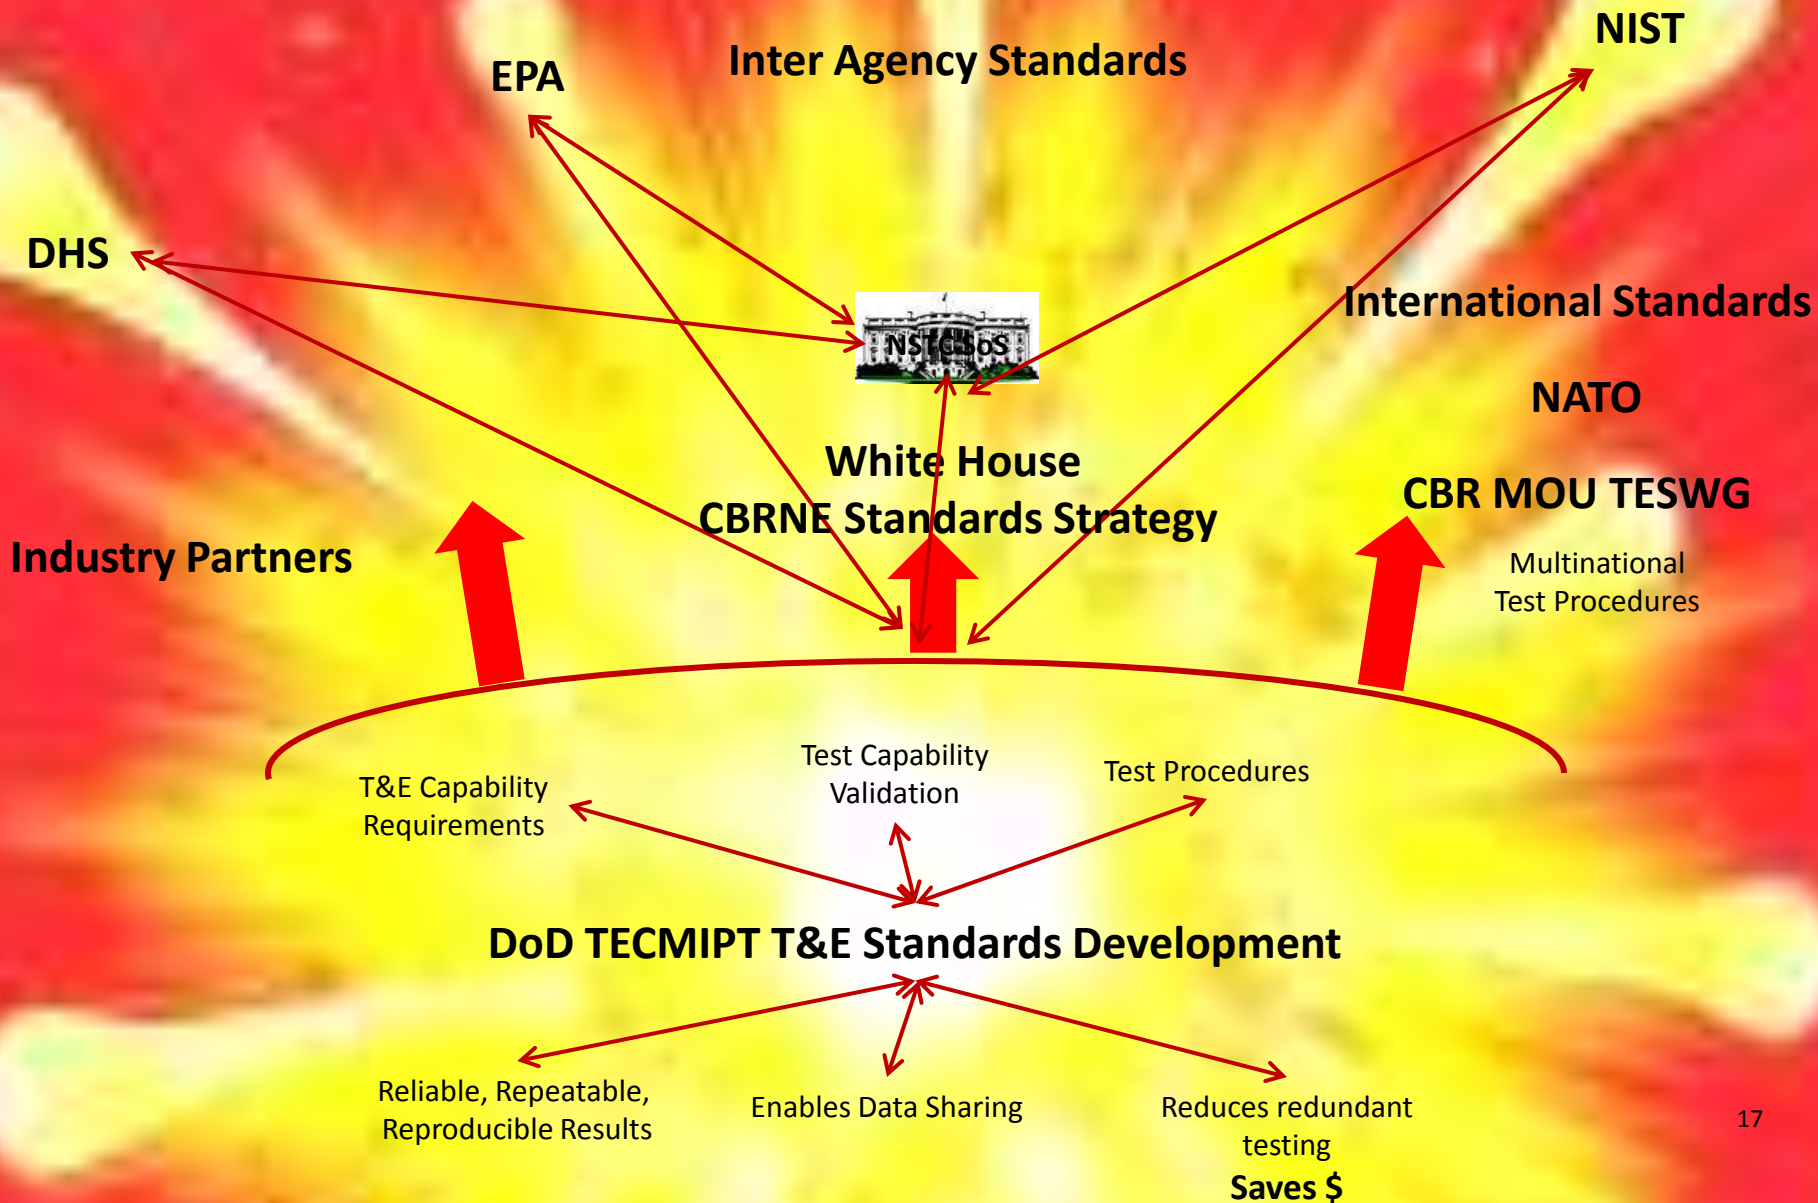 NIST
Inter Agency Standards
EPA
DHS
International Standards
NSTC SoS
NATO
White House
CBRNE Standards Strategy
CBR MOU TESWG
Industry Partners
Multinational
Test Procedures
T&E Capability
Requirements
Test Capability
Validation
Test Procedures
DoD TECMIPT T&E Standards Development
Reliable, Repeatable,
Reproducible Results
Enables Data Sharing
Reduces redundant
testing
Saves $
17